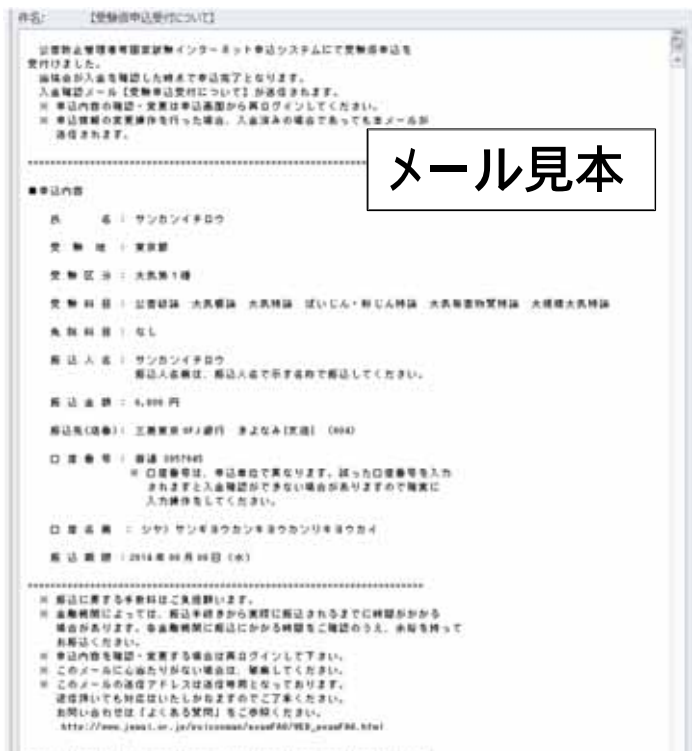 件名: 【受験仮申込受付について】
公害防止管理者等国家試験インターネット申込システムにて受験仮申込を
受付けました。
当協会が入金を確認した時点で申込完了となります。
入金確認メール【受験申込受付について】が送信されます。
※ 申込内容の確認・変更は申込画面から再ログインしてください。
※ 申込情報の変更操作を行った場合、入金済みの場合であっても本メールが
送信されます。
メール見本
■申込内容
氏 名 : サンカンイチロウ
受 験 地 : 東京都
受 験 区 分 : 大気第1種
受 験 科 目 : 公害総論 大気概論 大気特論 ばいじん・粉じん特論 大気有害物質特論 大規模大気特論
免 除 科 目 : なし
振 込 人 名 : サンカンイチロウ
振込人名欄は、振込人名で示す名称で振込してください。
振 込 金 額 : 6,800 円
振込先(店番): 三菱東京UFJ銀行 きよなみ[支店] (004)
口 座 番 号 : 普通
※ 口座番号は、申込単位で異なります。誤った口座番号を入力
されますと入金確認ができない場合がありますので確実に
入力操作をしてください。
口 座 名 義 : シヤ) サンギヨウカンキヨウカンリキヨウカイ
振 込 期 限 :
※ 振込に要する手数料はご負担願います。
※ 金融機関によっては、振込手続きから実際に振込されるまでに時間がかかる
場合があります。各金融機関に振込にかかる時間をご確認のうえ、余裕を持って
お振込ください。
※ 申込内容を確認・変更する場合は再ログインして下さい。
※ このメールに心当たりがない場合は、破棄してください。
※ このメールの送信アドレスは送信専用となっております。
返信頂いても対応はいたしかねますのでご了承ください。
お問い合わせは「よくある質問」をご参照ください。